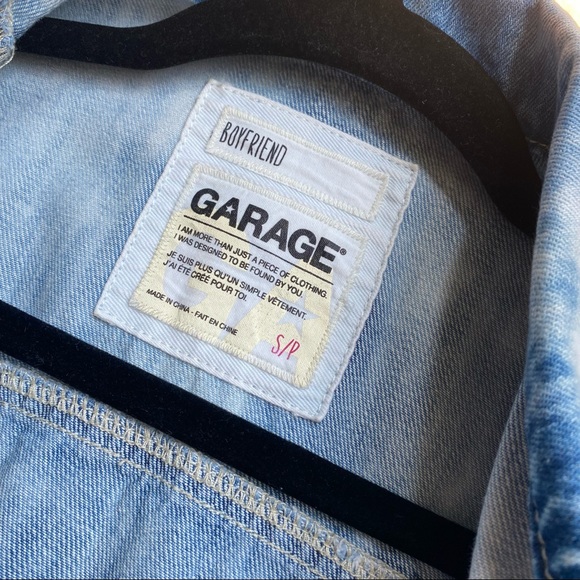 BOYFRIEND
GARAGE®
I AM MORE THAN JUST A PIECE OF CLOTHING.
I WAS DESIGNED TO BE FOUND BY YOU.
JE SUIS PLUS QU'UN SIMPLE VÊTEMENT.
J'AI ÉTÉ CRÉÉ POUR TOI.
MADE IN CHINA - FAIT EN CHINE
S/P